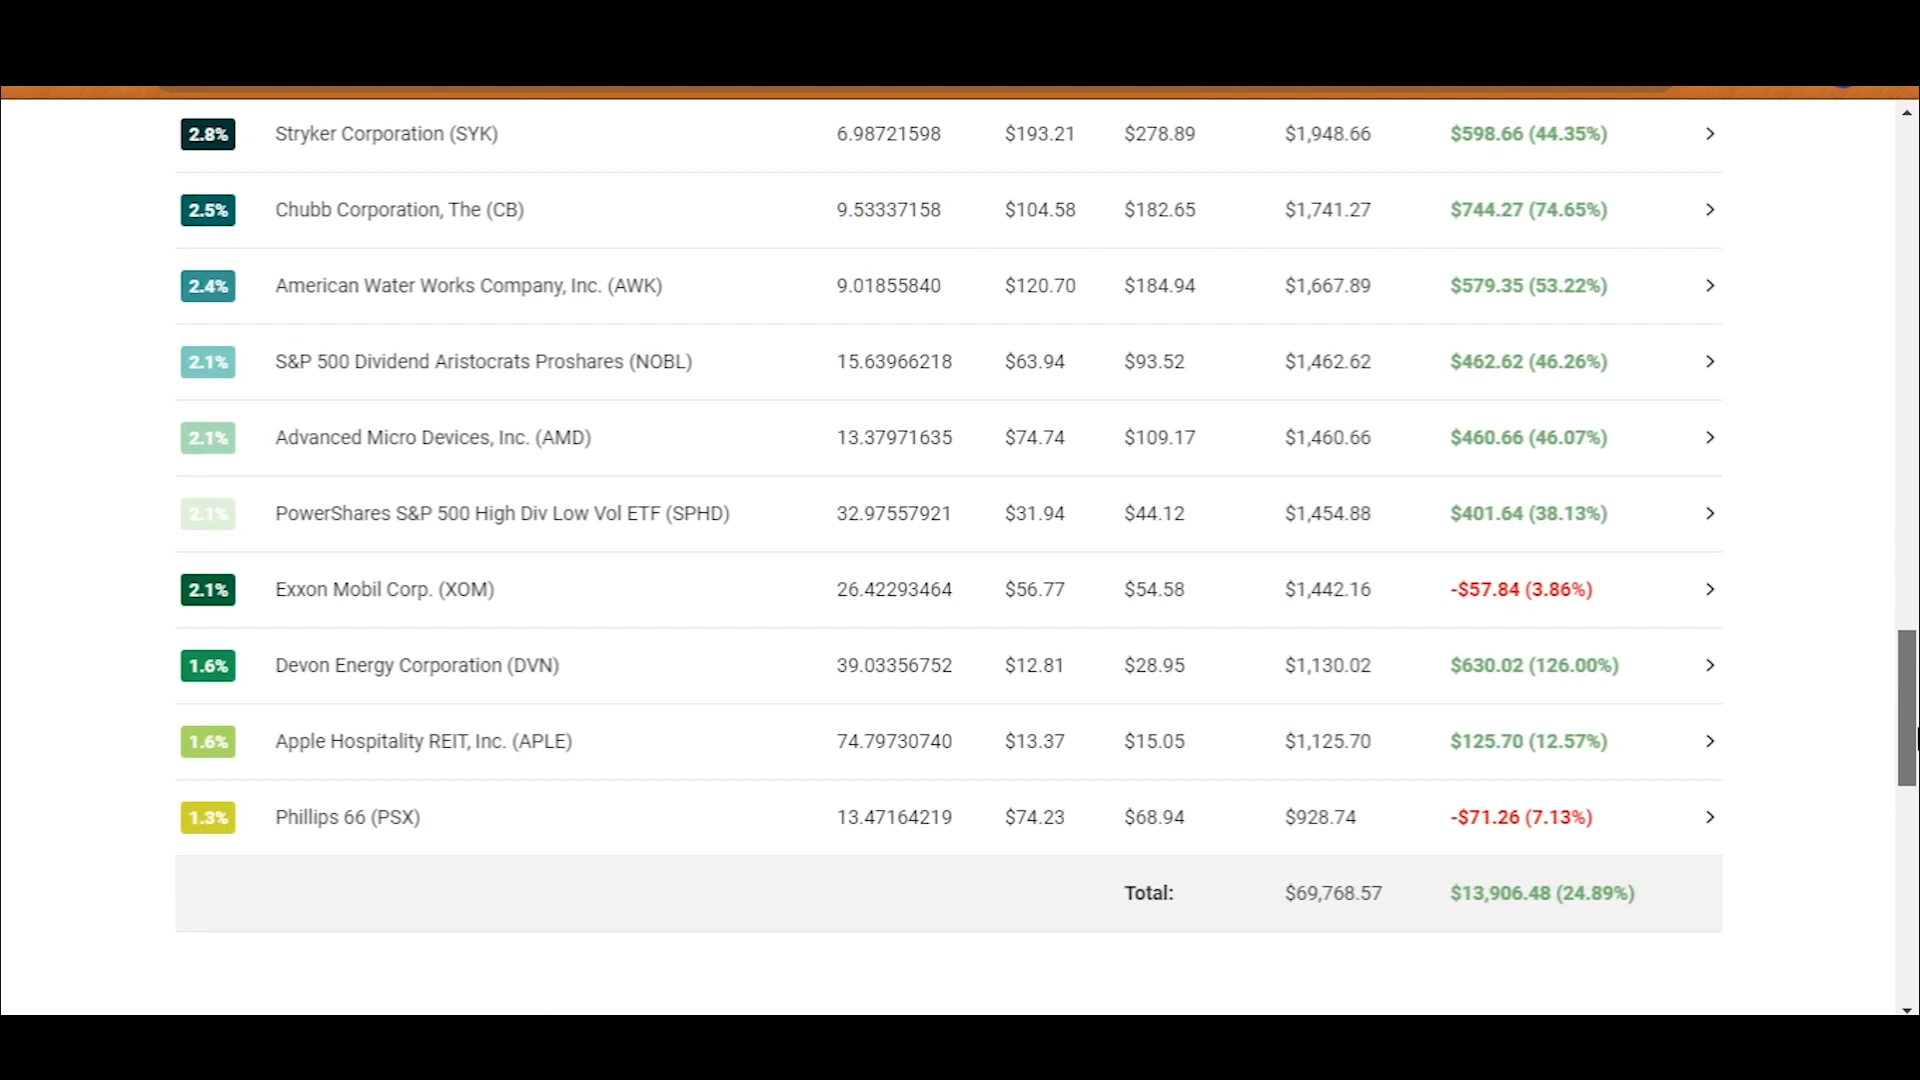 2.8% Stryker Corporation (SYK) 6.98721598 $193.21 $278.89 $1,948.66 $598.66 (44.35%)
2.5% Chubb Corporation, The (CB) 9.53337158 $104.58 $182.65 $1,741.27 $744.27 (74.65%)
2.4% American Water Works Company, Inc. (AWK) 9.01855840 $120.70 $184.94 $1,667.89 $579.35 (53.22%)
2.1% S&P 500 Dividend Aristocrats Proshares (NOBL) 15.63966218 $63.94 $93.52 $1,462.62 $462.62 (46.26%)
2.1% Advanced Micro Devices, Inc. (AMD) 13.37971635 $74.74 $109.17 $1,460.66 $460.66 (46.07%)
2.1% PowerShares S&P 500 High Div Low Vol ETF (SPHD) 32.97557921 $31.94 $44.12 $1,454.88 $401.64 (38.13%)
2.1% Exxon Mobil Corp. (XOM) 26.42293464 $56.77 $54.58 $1,442.16 -$57.84 (3.86%)
1.6% Devon Energy Corporation (DVN) 39.03356752 $12.81 $28.95 $1,130.02 $630.02 (126.00%)
1.6% Apple Hospitality REIT, Inc. (APLE) 74.79730740 $13.37 $15.05 $1,125.70 $125.70 (12.57%)
1.3% Phillips 66 (PSX) 13.47164219 $74.23 $68.94 $928.74 -$71.26 (7.13%)
Total: $69,768.57 $13,906.48 (24.89%)